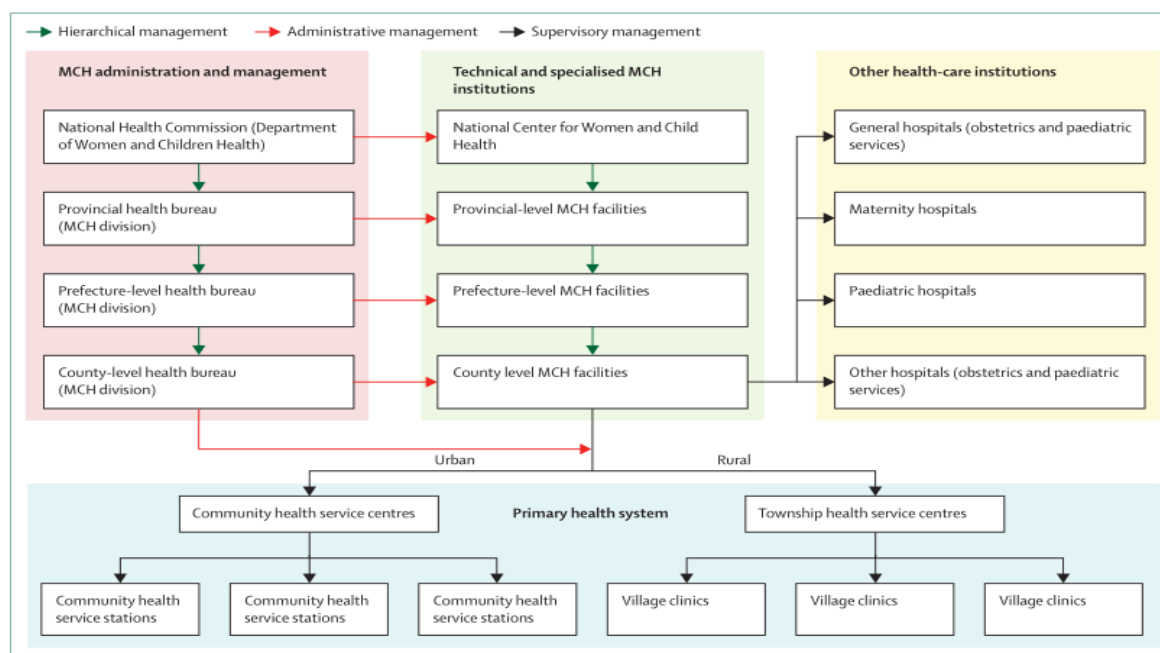 Hierarchical management
Administrative management
Supervisory management
MCH administration and management
Technical and specialised MCH
institutions
Other health-care institutions
National Health Commission (Department
of Women and Children Health)
National Center for Women and Child
Health
General hospitals (obstetrics and paediatric
services)
Provincial health bureau
(MCH division)
Provincial-level MCH facilities
Maternity hospitals
Prefecture-level health bureau
(MCH division)
Prefecture-level MCH facilities
Paediatric hospitals
County-level health bureau
(MCH division)
County level MCH facilities
Other hospitals (obstetrics and paediatric
services)
Urban
Rural
Community health service centres
Primary health system
Township health service centres
Community health
service stations
Community health
service stations
Community health
service stations
Village clinics
Village clinics
Village clinics